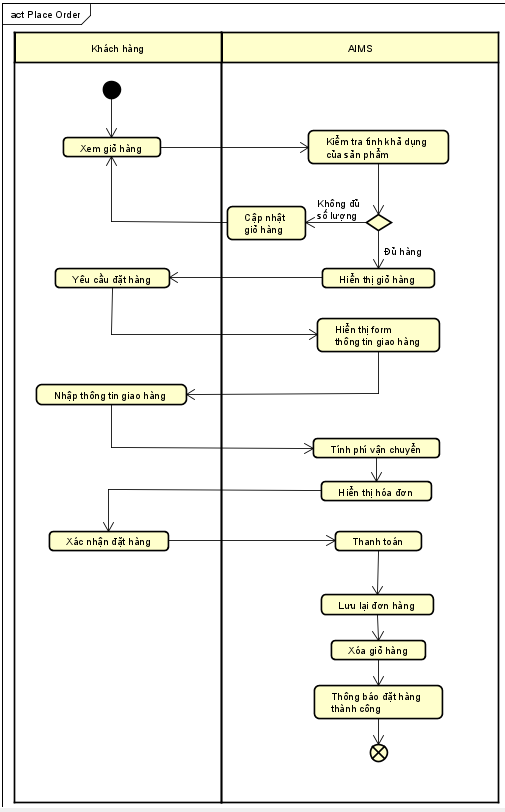 act Place Order
Khách hàng
AIMS
Xem giỏ hàng
Kiểm tra tính khả dụng
của sản phẩm
Không đủ
số lượng
Cập nhật
giỏ hàng
Đủ hàng
Yêu cầu đặt hàng
Hiển thị giỏ hàng
Hiển thị form
thông tin giao hàng
Nhập thông tin giao hàng
Tính phí vận chuyển
Hiển thị hóa đơn
Xác nhận đặt hàng
Thanh toán
Lưu lại đơn hàng
Xóa giỏ hàng
Thông báo đặt hàng
thành công